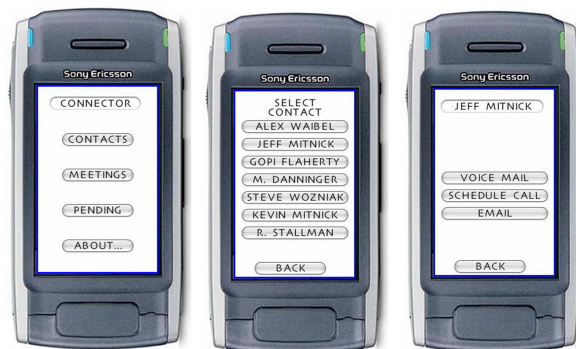 Sony Ericsson
CONNECTOR
CONTACTS
MEETINGS
PENDING
ABOUT...
Sony Ericsson
SELECT
CONTACT
ALEX WAIBEL
JEFF MITNICK
GOPI FLAHERTY
M. DANNINGER
STEVE WOZNIAK
KEVIN MITNICK
R. STALLMAN
BACK
Sony Ericsson
JEFF MITNICK
VOICE MAIL
SCHEDULE CALL
EMAIL
BACK